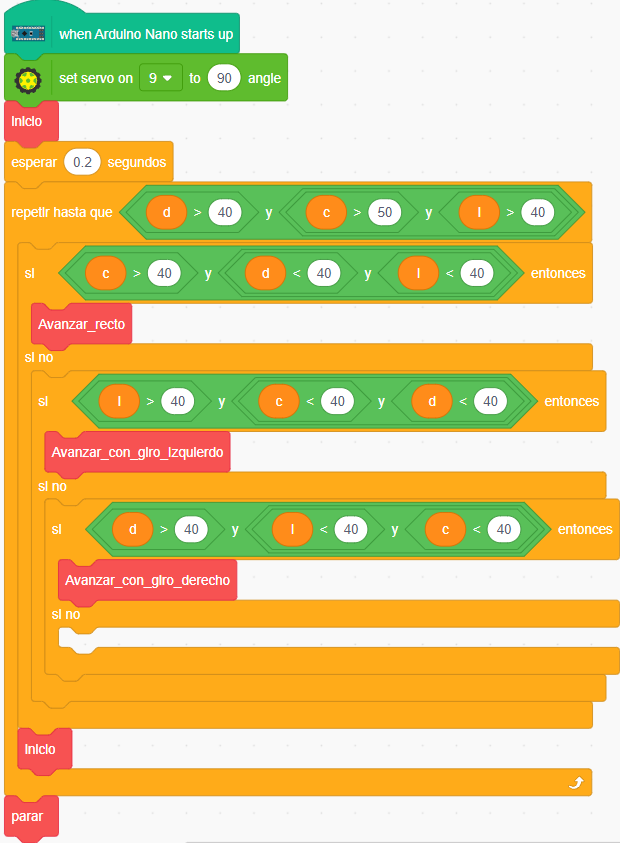 when Arduino Nano starts up
set servo on 9 to 90 angle
Inicio
esperar 0.2 segundos
repetir hasta que d > 40 y c > 50 y I > 40
si c > 40 y d < 40 y I < 40 entonces
Avanzar_recto
si no
si I > 40 y c < 40 y d < 40 entonces
Avanzar_con_giro_izquierdo
si no
si d > 40 y I < 40 y c < 40 entonces
Avanzar_con_giro_derecho
si no
Inicio
parar